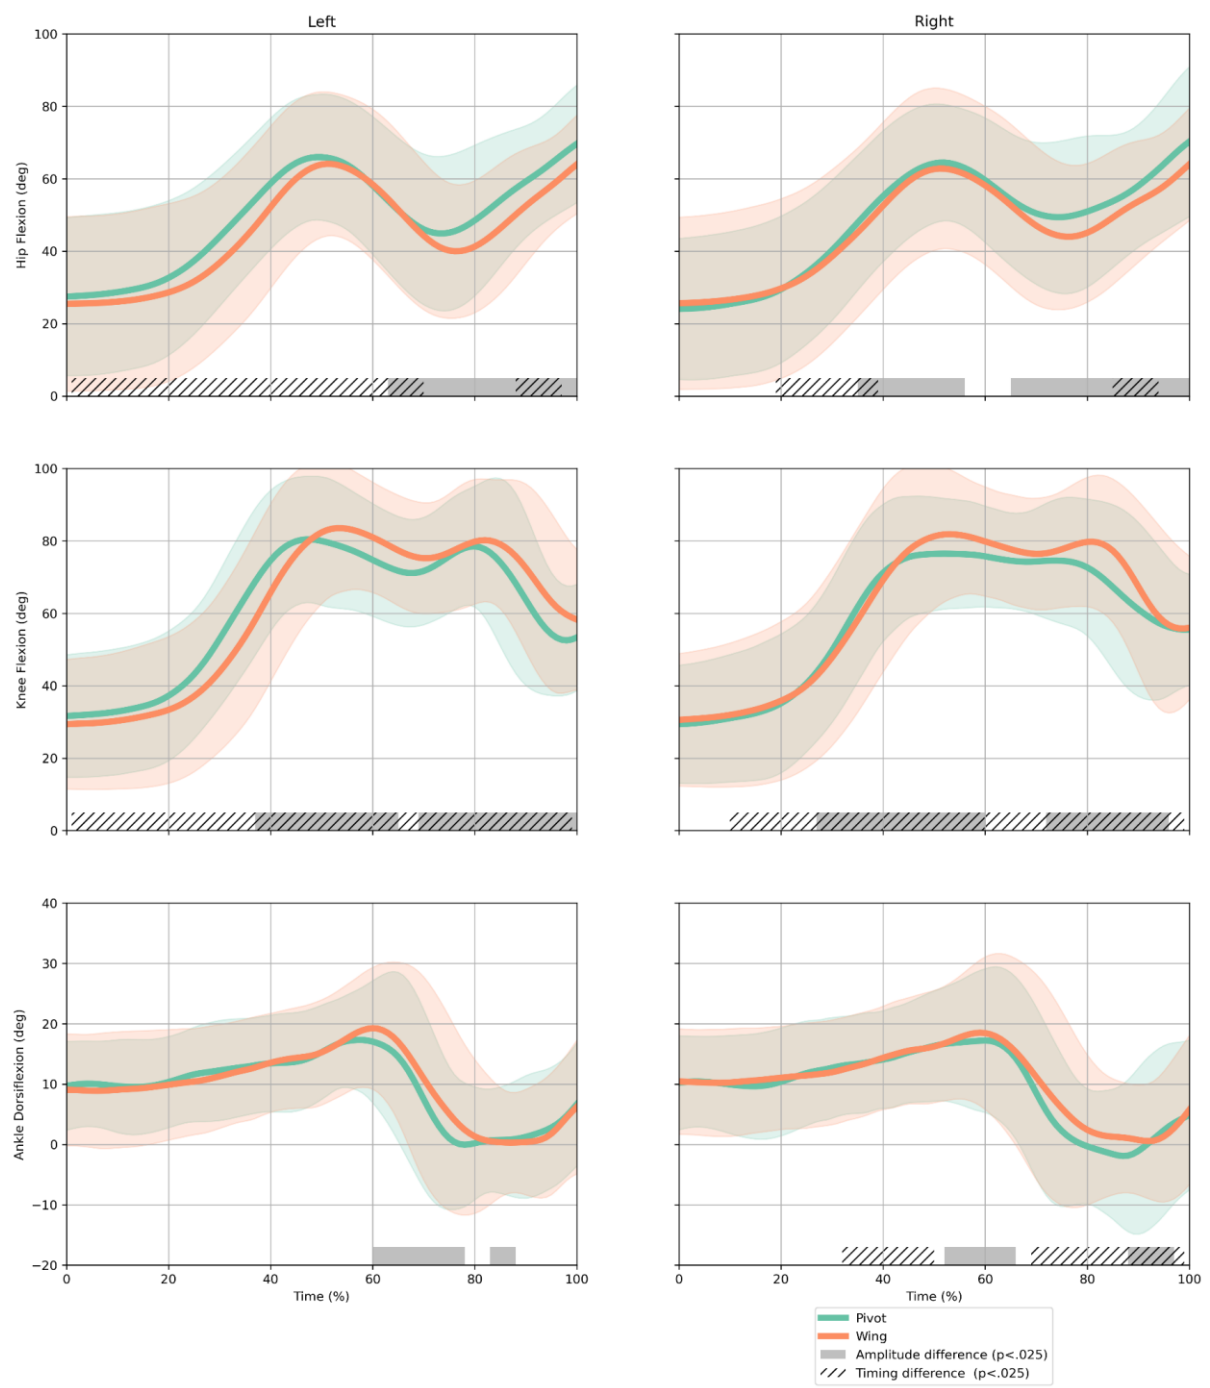 Left
Right
100
80
60
40
20
0
Hip Flexion (deg)
100
80
60
40
20
0
Knee Flexion (deg)
40
30
20
10
0
−10
−20
Ankle Dorsiflexion (deg)
0 20 40 60 80 100
Time (%)
0 20 40 60 80 100
Time (%)
Pivot
Wing
Amplitude difference (p<.025)
Timing difference (p<.025)